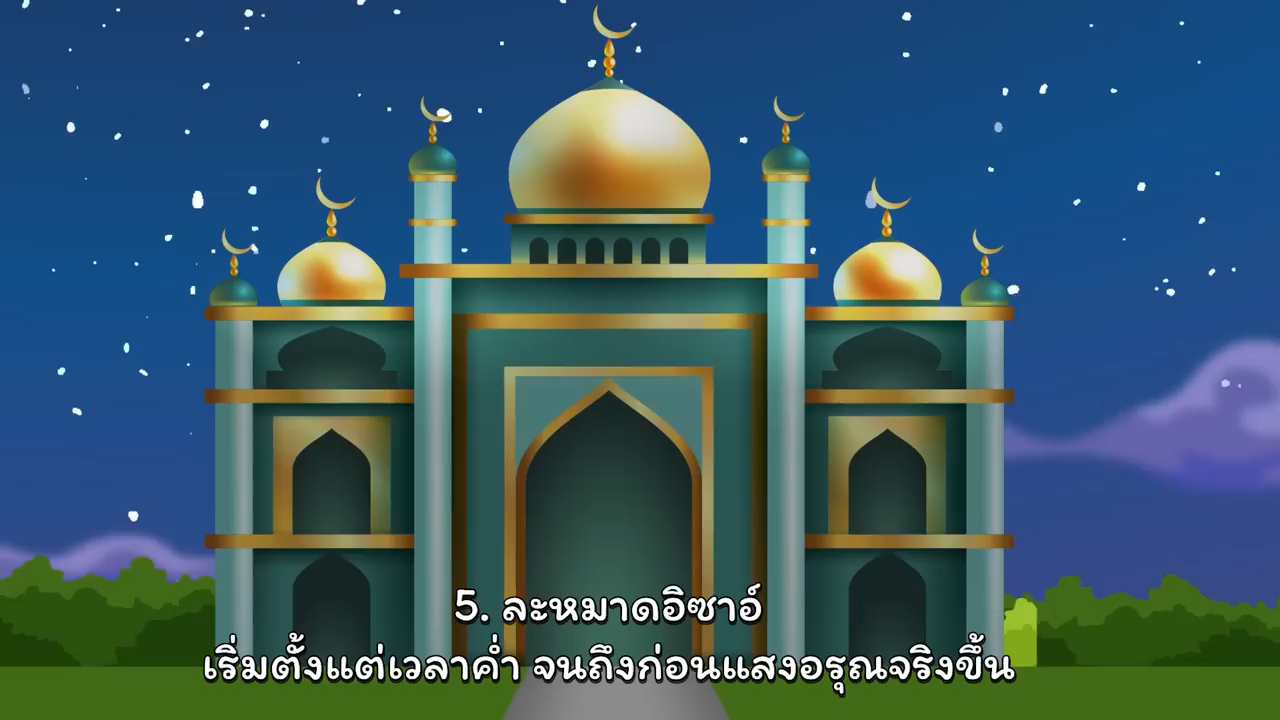 5. ละหมาดอิซาอ์
เริ่มตั้งแต่เวลาค่ำ จนถึงก่อนแสงอรุณจริงขึ้น